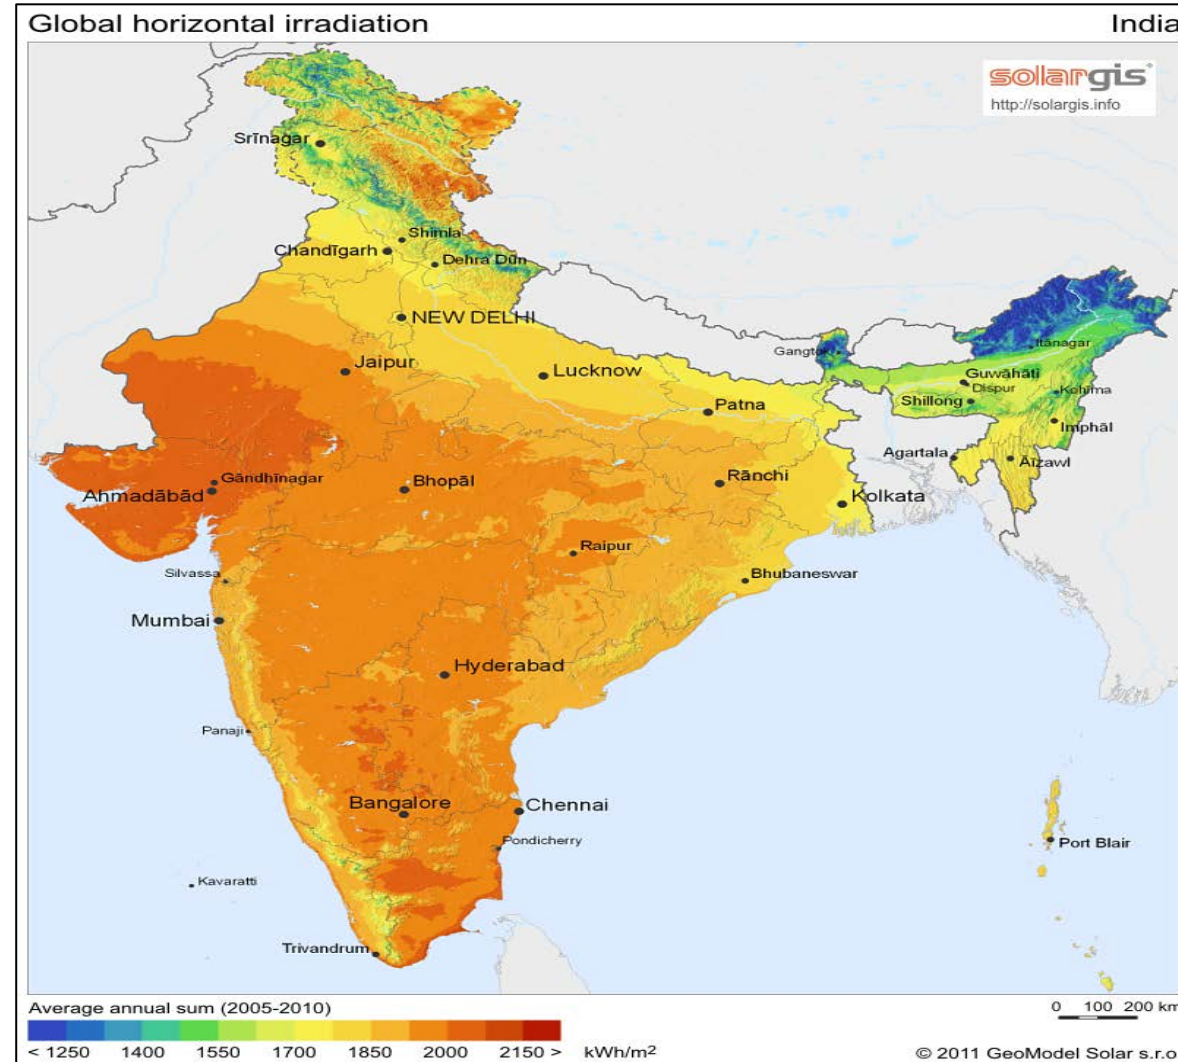 Global horizontal irradiation
India
solargis
http://solargis.info
Srīnagar
Shimla
Chandīgarh
Dehra Dūn
NEW DELHI
Jaipur
Lucknow
Gangtok
Itānagar
Guwāhāti
Dispur
Shillong
Kohīma
Patna
Imphāl
Agartala
Āīzawl
Gāndhīnagar
Ahmadābād
Bhopāl
Rānchi
Kolkata
Raipur
Silvassa
Bhubaneswar
Mumbai
Hyderabad
Panaji
Bangalore
Chennai
Pondicherry
Port Blair
Kavaratti
Trivandrum
Average annual sum (2005-2010)
0 100 200 km
< 1250 1400 1550 1700 1850 2000 2150 > kWh/m²
© 2011 GeoModel Solar s.r.o.